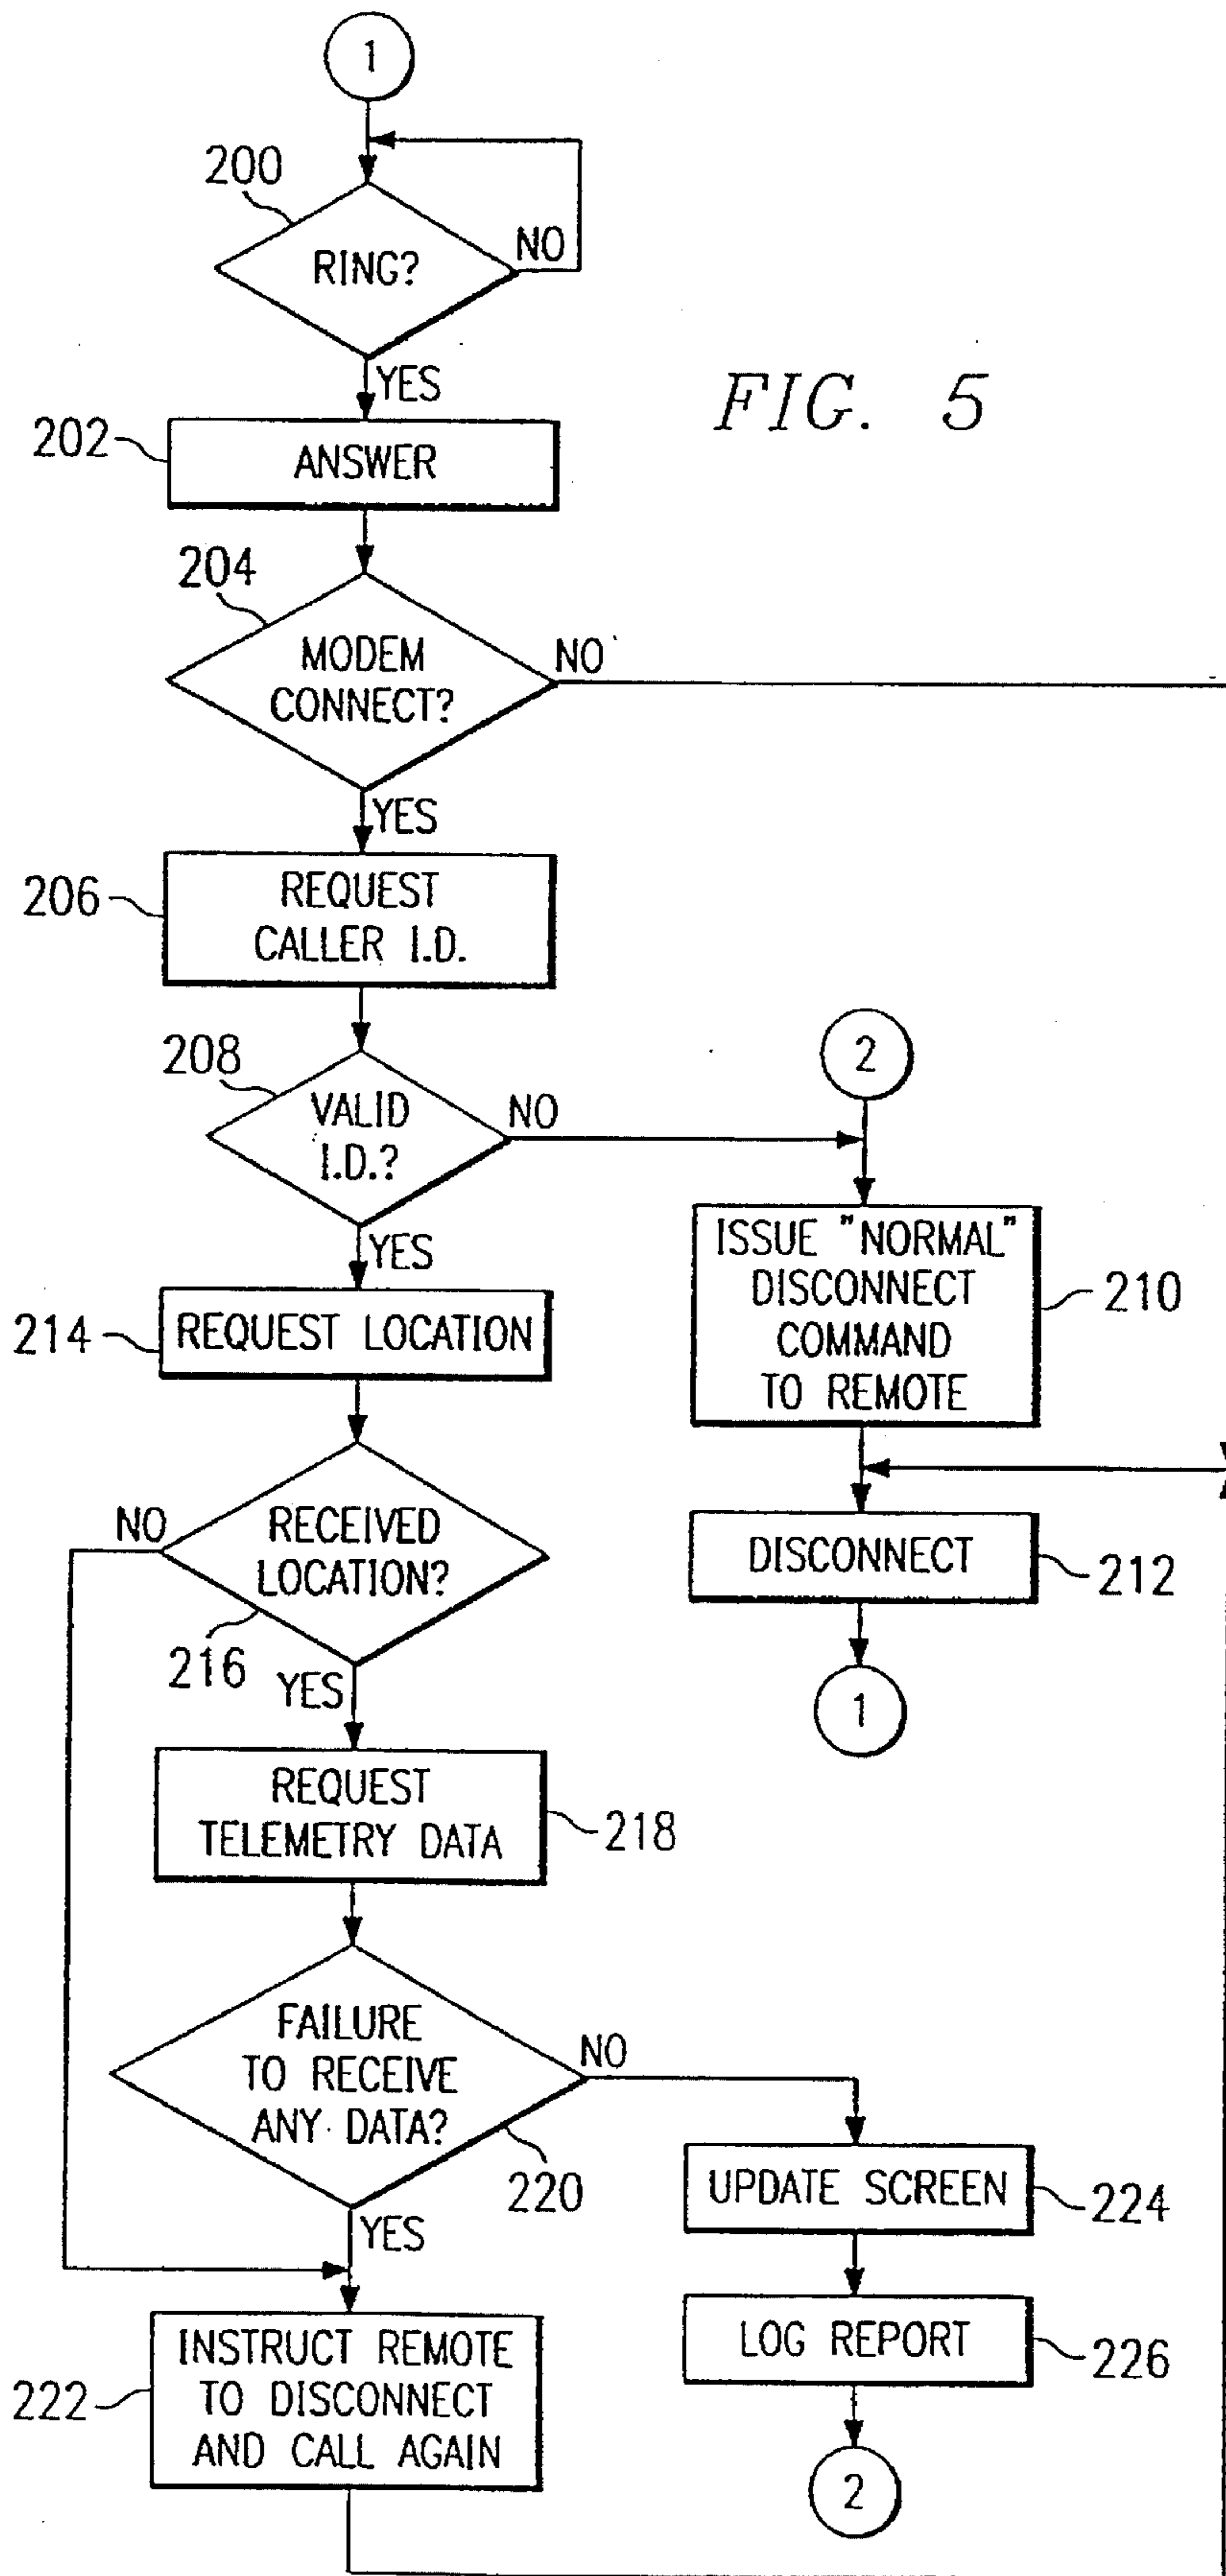 1
200
RING?
NO
YES
FIG. 5
202
ANSWER
204
MODEM
CONNECT?
NO
YES
206
REQUEST
CALLER I.D.
208
VALID
I.D.?
NO
2
YES
ISSUE "NORMAL"
DISCONNECT
COMMAND
TO REMOTE
210
214
REQUEST LOCATION
NO
RECEIVED
LOCATION?
216
YES
DISCONNECT
212
1
REQUEST
TELEMETRY DATA
218
FAILURE
TO RECEIVE
ANY DATA?
NO
220
YES
UPDATE SCREEN
224
LOG REPORT
226
222
INSTRUCT REMOTE
TO DISCONNECT
AND CALL AGAIN
2